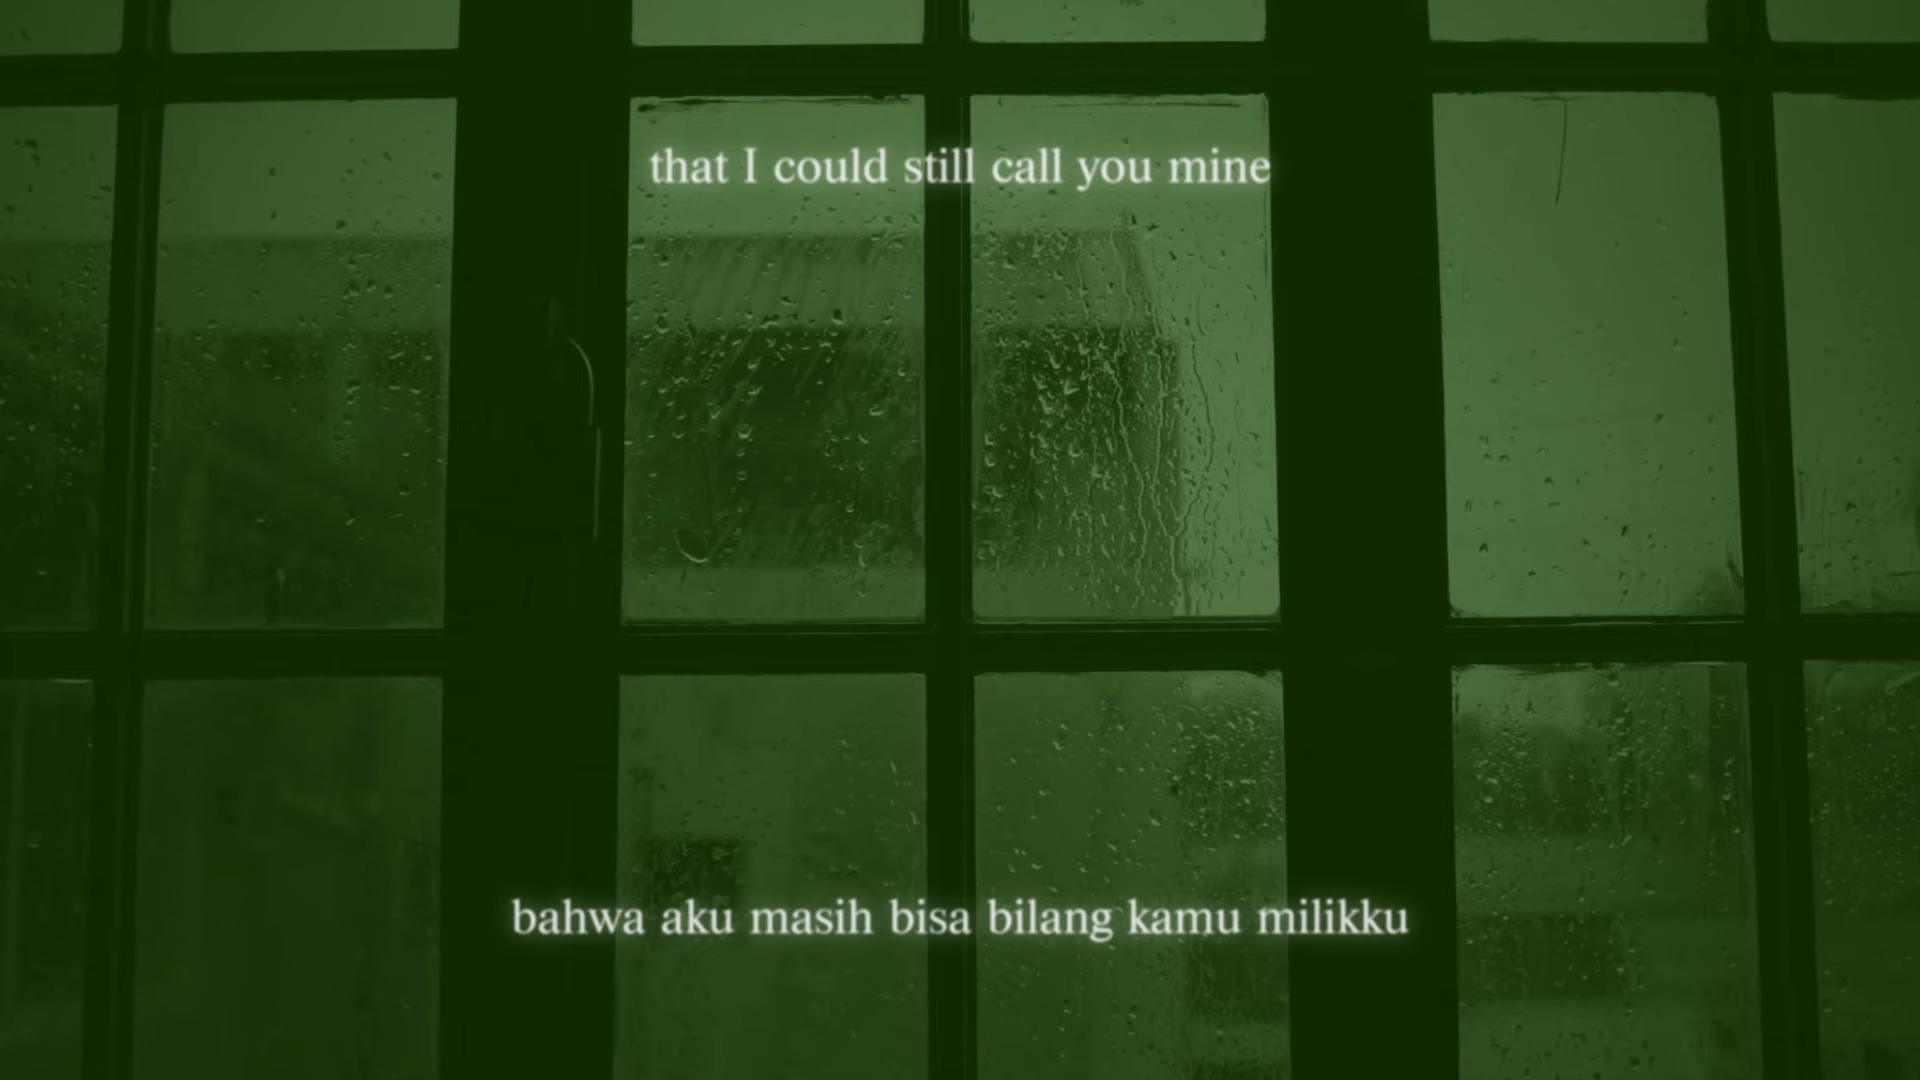 that I could still call you mine
bahwa aku masih bisa bilang kamu milikku